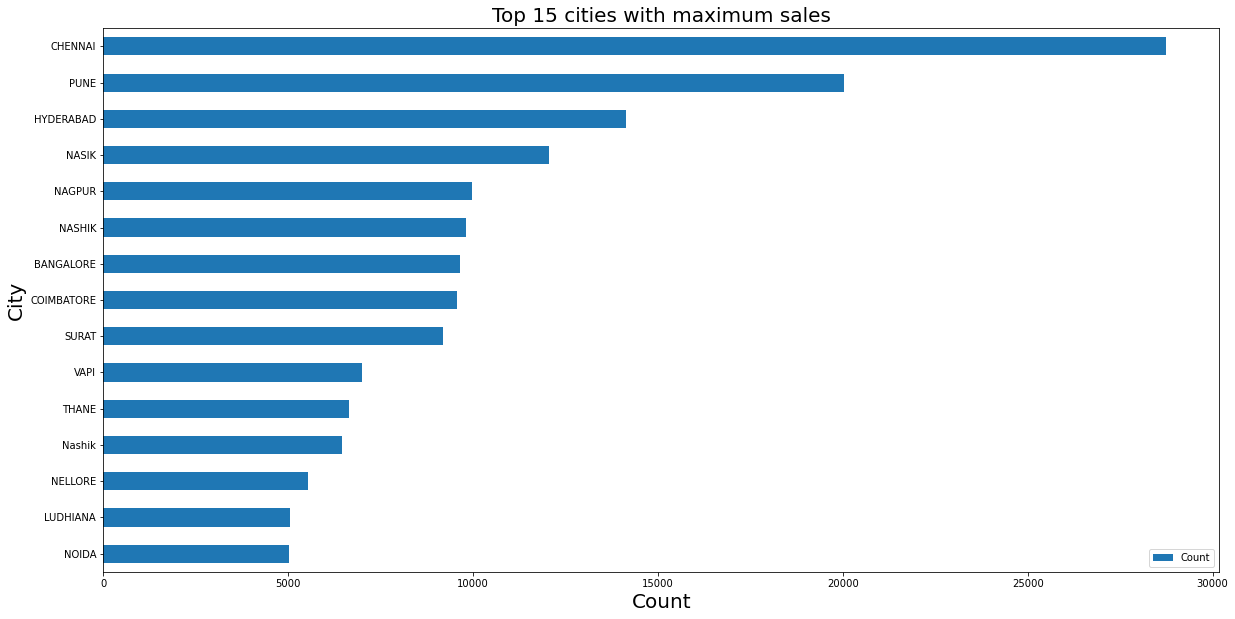 Top 15 cities with maximum sales
CHENNAI
PUNE
HYDERABAD
NASIK
NAGPUR
NASHIK
BANGALORE
COIMBATORE
SURAT
VAPI
THANE
Nashik
NELLORE
LUDHIANA
NOIDA
City
Count
0 5000 10000 15000 20000 25000 30000
Count